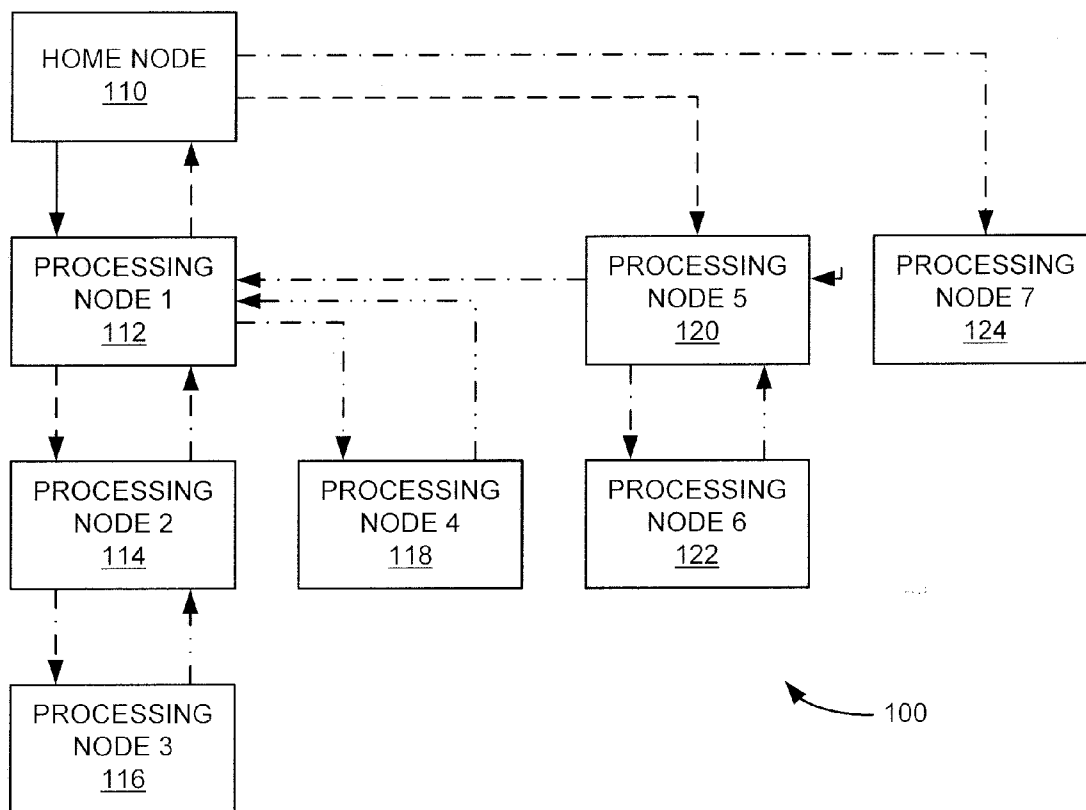 HOME NODE
110
PROCESSING
NODE 1
112
PROCESSING
NODE 5
120
PROCESSING
NODE 7
124
PROCESSING
NODE 2
114
PROCESSING
NODE 4
118
PROCESSING
NODE 6
122
PROCESSING
NODE 3
116
100